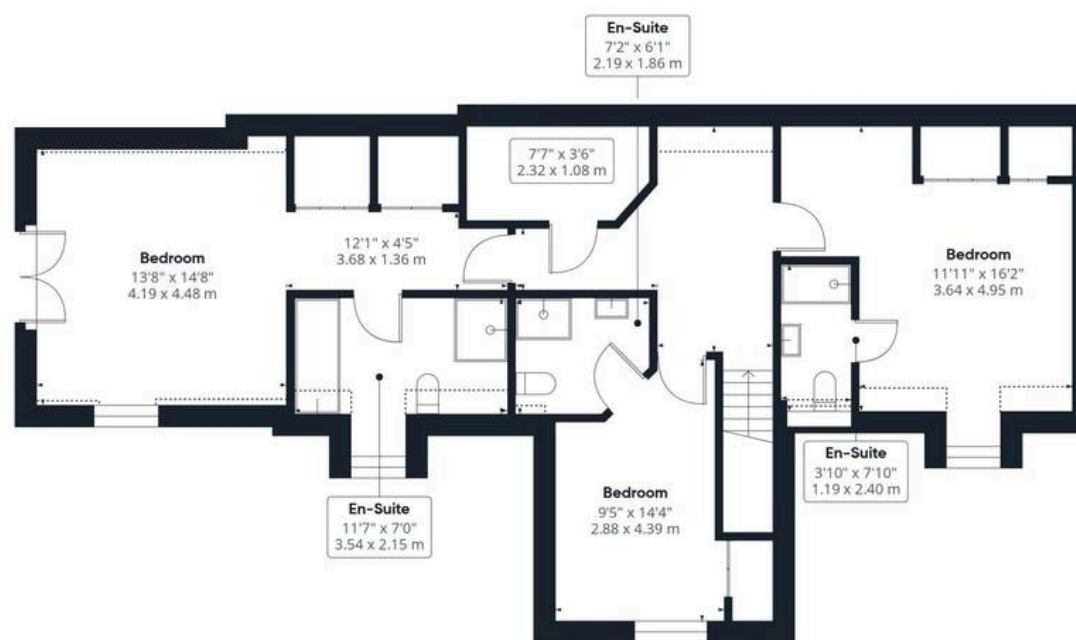 En-Suite
7'2" x 6'1"
2.19 x 1.86 m
7'7" x 3'6"
2.32 x 1.08 m
Bedroom
13'8" x 14'8"
4.19 x 4.48 m
12'1" x 4'5"
3.68 x 1.36 m
Bedroom
11'11" x 16'2"
3.64 x 4.95 m
En-Suite
11'7" x 7'0"
3.54 x 2.15 m
Bedroom
9'5" x 14'4"
2.88 x 4.39 m
En-Suite
3'10" x 7'10"
1.19 x 2.40 m